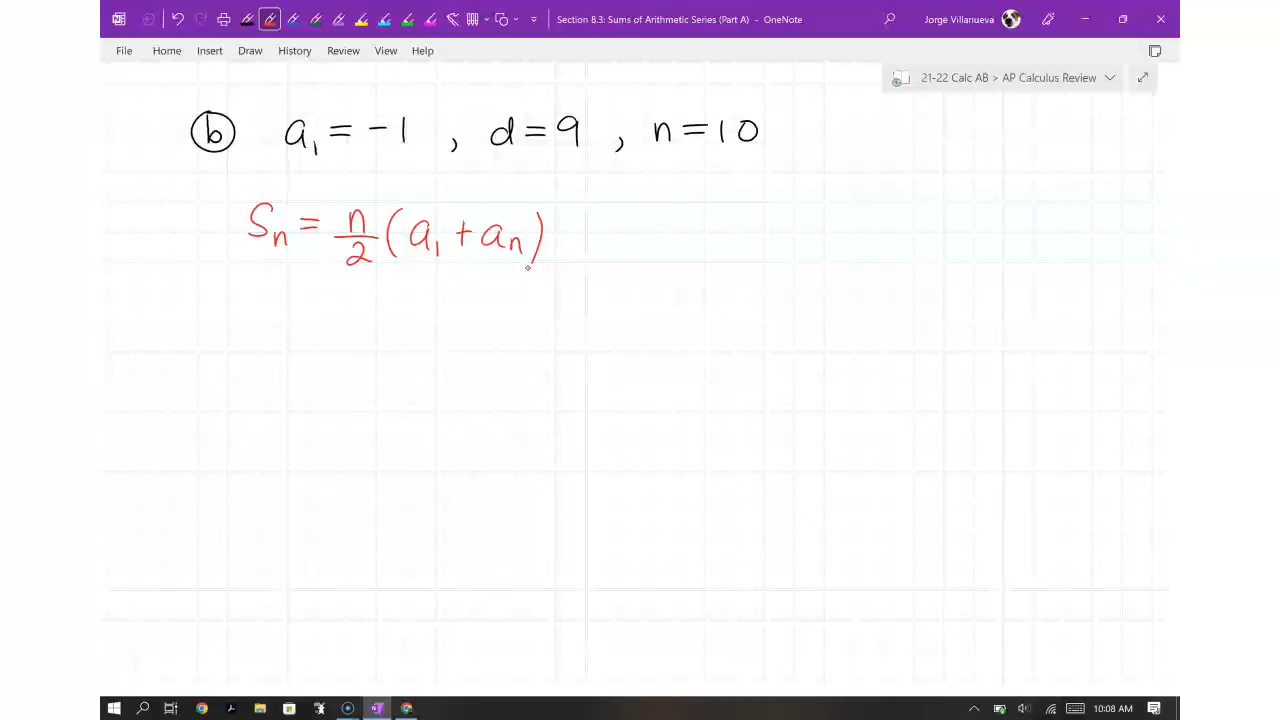 Section 8.3: Sums of Arithmetic Series (Part A) - OneNote
Jorge Villanueva
File Home Insert Draw History Review View Help
21-22 Calc AB > AP Calculus Review
ⓑ a₁ = -1 , d = 9 , n = 10
Sₙ = n/2 (a₁ + aₙ)
10:08 AM